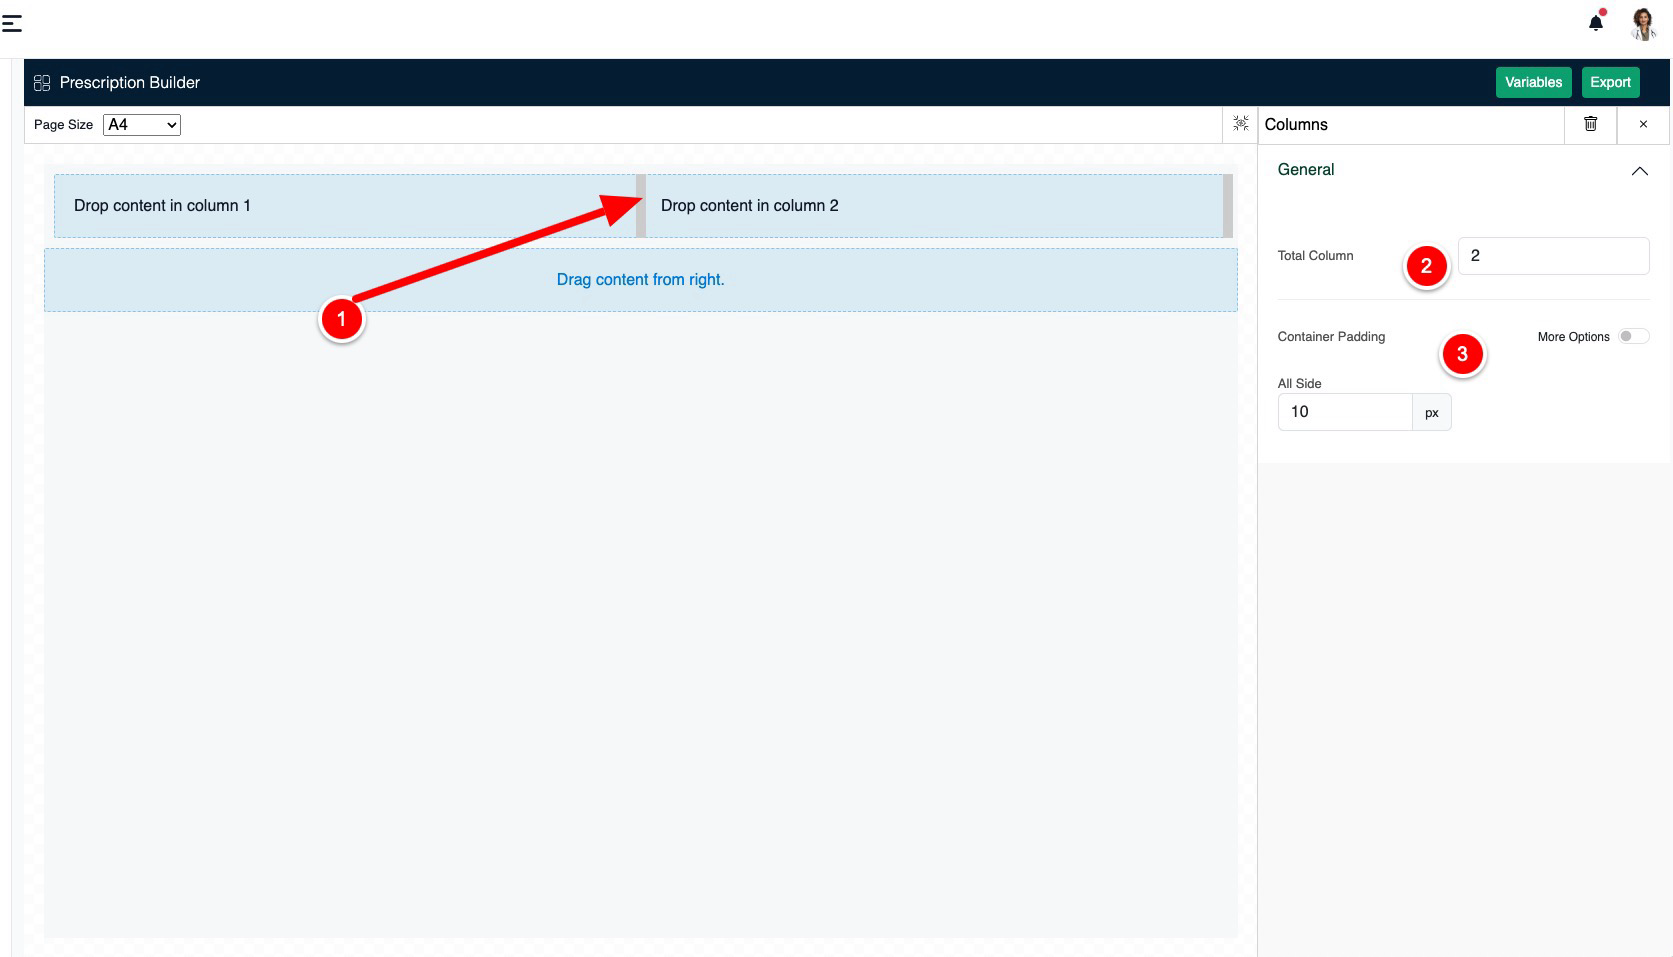 Prescription Builder
Variables
Export
Page Size
A4
Columns
×
General
Drop content in column 1
Drop content in column 2
Total Column
2
2
Drag content from right.
1
Container Padding
3
More Options
All Side
10
px